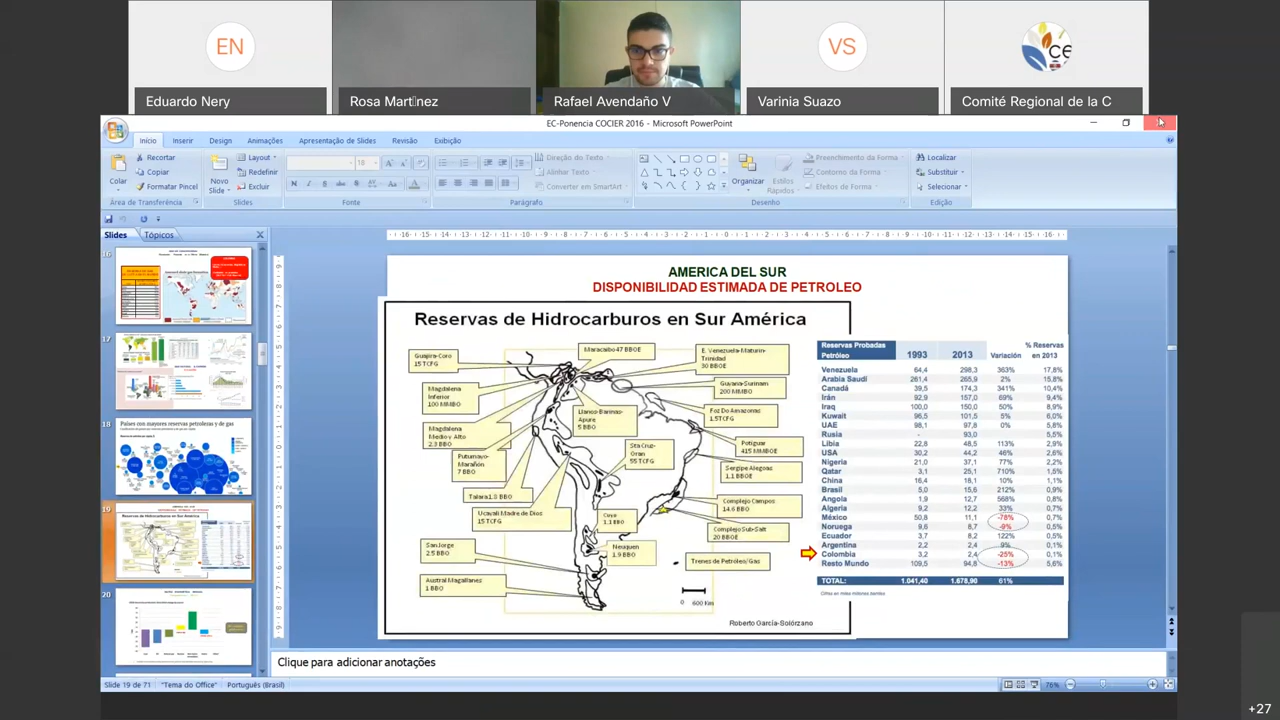 EN
VS
Eduardo Nery
Rosa Martínez
Rafael Avendaño V
Varinia Suazo
Comité Regional de la C
EC-Ponencia COCIER 2016 - Microsoft PowerPoint
Início
Inserir
Design
Animações
Apresentação de Slides
Revisão
Exibição
Colar
Recortar
Copiar
Formatar Pincel
Área de Transferência
Novo
Slide
Layout
Redefinir
Excluir
Slides
18
Fonte
Direção do Texto
Alinhar Texto
Converter em SmartArt
Parágrafo
Organizar
Estilos
Rápidos
Preenchimento da Forma
Contorno da Forma
Efeitos de Forma
Desenho
Localizar
Substituir
Selecionar
Edição
Slides
Tópicos
16
17
18
Países con mayores reservas petroleras y de gas
19
20
AMERICA DEL SUR
DISPONIBILIDAD ESTIMADA DE PETROLEO
Reservas de Hidrocarburos en Sur América
Guajira-Coro
15 TCFG
Maracaibo 47 BBOE
E. Venezuela-Maturin-
Trinidad
30 BBOE
Magdalena
Inferior
100 MMBO
Guyana-Surinam
200 MMBO
Llanos-Barinas-
Apure
5 BBO
Foz Do Amazonas
1.5TCFG
Magdalena
Medio y Alto
2.3 BBO
Sta Cruz-
Oran
55 TCFG
Potiguar
415 MMBOE
Putumayo-
Marañon
7 BBO
Sergipe Alagoas
1.1 BBOE
Talara 1.8 BBO
Ucayali Madre de Dios
15 TCFG
Cuyo
1.1 BBO
Complejo Campos
14.6 BBO
Complejo Sub-Salt
20 BBOE
San Jorge
2.5 BBO
Neuquen
1.9 BBO
Trenes de Petróleo/Gas
Austral Magallanes
1 BBO
0 600 Km
Roberto García-Solórzano
Reservas Probadas Petróleo 1993 2013 Variación % Reservas en 2013
Venezuela 64,4 298,3 363% 17,8%
Arabia Saudi 261,4 265,9 2% 15,8%
Canadá 39,5 174,3 341% 10,4%
Irán 92,9 157,0 69% 9,4%
Iraq 100,0 150,0 50% 8,9%
Kuwait 96,5 101,5 5% 6,0%
UAE 98,1 97,8 0% 5,8%
Rusia - 93,0 5,5%
Libia 22,8 48,5 113% 2,9%
USA 30,2 44,2 46% 2,6%
Nigeria 21,0 37,1 77% 2,2%
Qatar 3,1 25,1 710% 1,5%
China 16,4 18,1 10% 1,1%
Brasil 5,0 15,6 212% 0,9%
Angola 1,9 12,7 568% 0,8%
Algeria 9,2 12,2 33% 0,7%
México 50,8 11,1 -78% 0,7%
Noruega 9,6 8,7 -9% 0,5%
Ecuador 3,7 8,2 122% 0,5%
Argentina 2,2 2,4 9% 0,1%
Colombia 3,2 2,4 -25% 0,1%
Resto Mundo 109,5 94,8 -13% 5,6%
TOTAL: 1.041,40 1.678,90 61%
Cifras en miles millones barriles
Clique para adicionar anotações
Slide 19 de 71
"Tema do Office"
Português (Brasil)
76%
+27